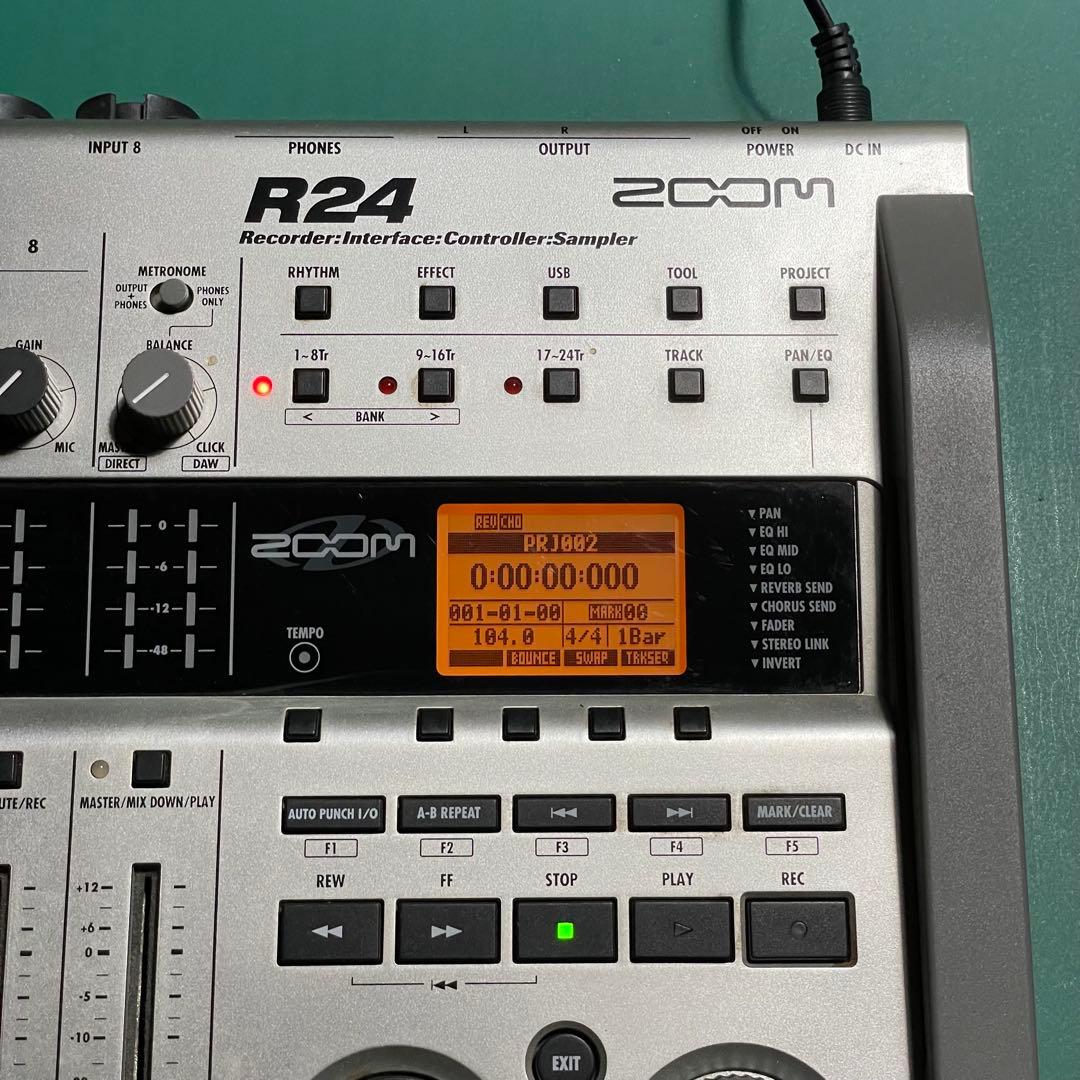 L R OFF ON
INPUT 8 PHONES OUTPUT POWER DC IN
R24 ZOOM
Recorder:Interface:Controller:Sampler
8
METRONOME
OUTPUT + PHONES
PHONES ONLY
RHYTHM EFFECT USB TOOL PROJECT
GAIN
BALANCE
1~8Tr 9~16Tr 17~24Tr TRACK PAN/EQ
< BANK >
MIC
CLICK
DIRECT DAW
0
-6
-12
-48
ZOOM
TEMPO
REV CHO
PRJ002
0:00:00:000
001-01-00 MARK00
104.0 4/4 1Bar
BOUNCE SWAP TRKSEQ
▼PAN
▼EQ HI
▼EQ MID
▼EQ LO
▼REVERB SEND
▼CHORUS SEND
▼FADER
▼STEREO LINK
▼INVERT
UTE/REC
MASTER/MIX DOWN/PLAY
AUTO PUNCH I/O A-B REPEAT MARK/CLEAR
F1 F2 F3 F4 F5
REW FF STOP PLAY REC
+12
+6
0
-5
-10
EXIT